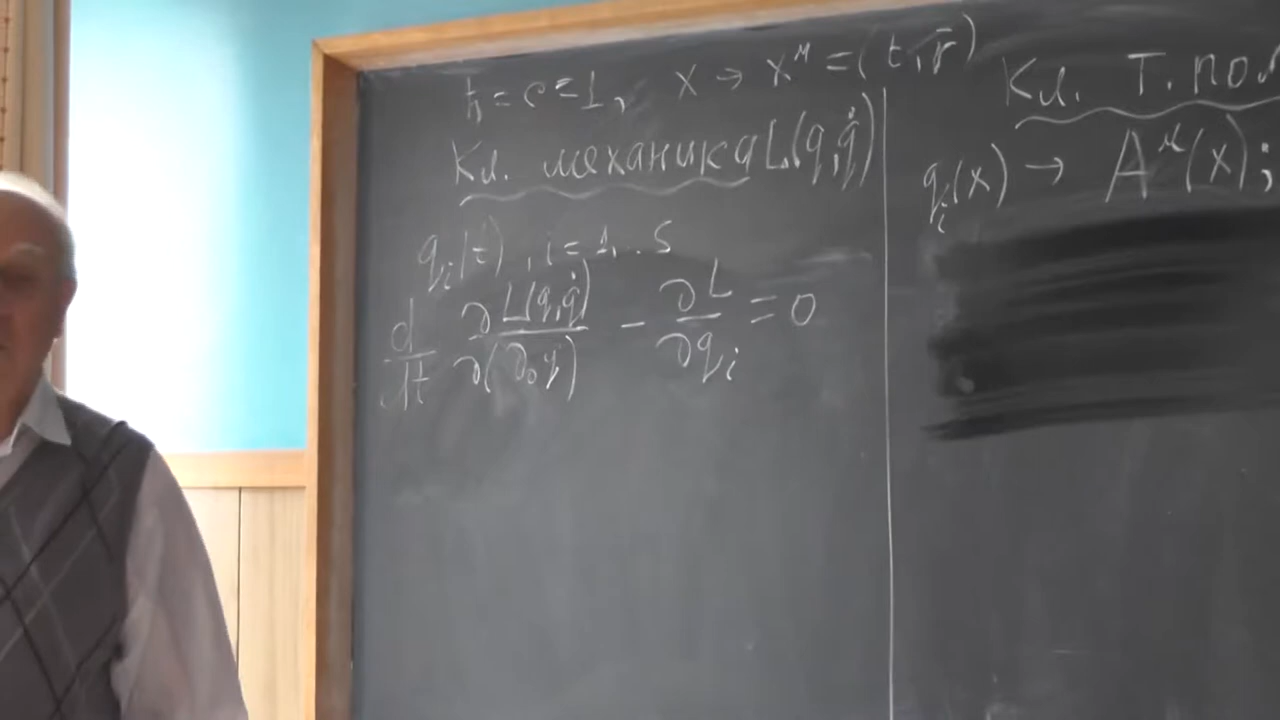 ħ = c = 1, x → x^μ = (t, r̄)
Кл. механика L(q, q̇)
q_i(t), i = 1, .. S
d/dt ∂L(q, q̇)/∂(∂₀q) − ∂L/∂q_i = 0
Кл. Т. пол
q_i(x) → A^μ(x);